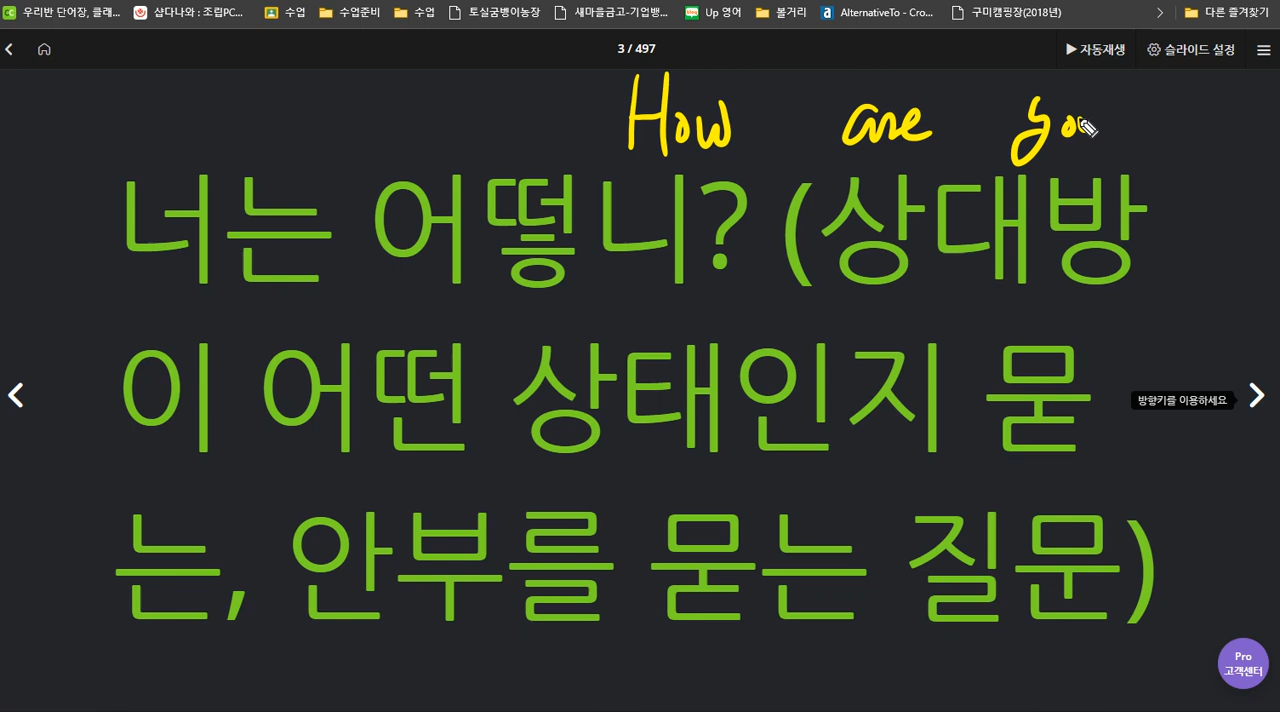 우리반 단어장, 클래... 샵다나와 : 조립PC... 수업 수업준비 수업 토실굼벵이농장 새마을금고-기업뱅... Up 영어 볼거리 AlternativeTo - Cro... 구미캠핑장(2018년) 다른 즐겨찾기
3 / 497 자동재생 슬라이드 설정
How are yo
너는 어떻니? (상대방
이 어떤 상태인지 묻
방향키를 이용하세요
는, 안부를 묻는 질문)
Pro
고객센터